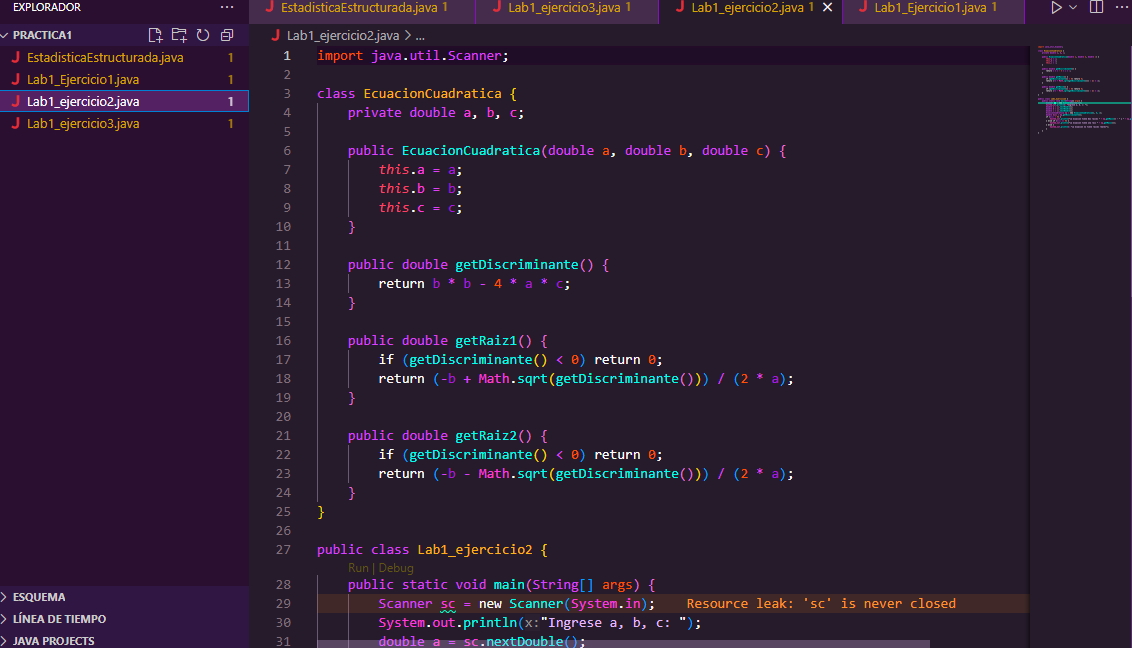 EXPLORADOR ...
PRACTICA1
J EstadisticaEstructurada.java 1
J Lab1_Ejercicio1.java 1
J Lab1_ejercicio2.java 1
J Lab1_ejercicio3.java 1
ESQUEMA
LÍNEA DE TIEMPO
JAVA PROJECTS
J EstadisticaEstructurada.java 1 J Lab1_ejercicio3.java 1 J Lab1_ejercicio2.java 1 J Lab1_Ejercicio1.java 1 ...
J Lab1_ejercicio2.java > ...
1 import java.util.Scanner;
2
3 class EcuacionCuadratica {
4     private double a, b, c;
5
6     public EcuacionCuadratica(double a, double b, double c) {
7         this.a = a;
8         this.b = b;
9         this.c = c;
10     }
11
12     public double getDiscriminante() {
13         return b * b - 4 * a * c;
14     }
15
16     public double getRaiz1() {
17         if (getDiscriminante() < 0) return 0;
18         return (-b + Math.sqrt(getDiscriminante())) / (2 * a);
19     }
20
21     public double getRaiz2() {
22         if (getDiscriminante() < 0) return 0;
23         return (-b - Math.sqrt(getDiscriminante())) / (2 * a);
24     }
25 }
26
27 public class Lab1_ejercicio2 {
Run | Debug
28     public static void main(String[] args) {
29         Scanner sc = new Scanner(System.in);    Resource leak: 'sc' is never closed
30         System.out.println(x:"Ingrese a, b, c: ");
31         double a = sc.nextDouble();